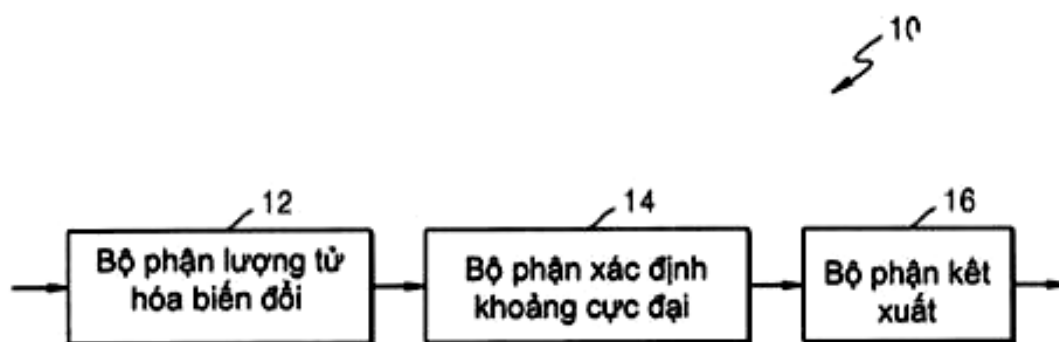 10
12
Bộ phận lượng tử
hóa biến đổi
14
Bộ phận xác định
khoảng cực đại
16
Bộ phận kết
xuất